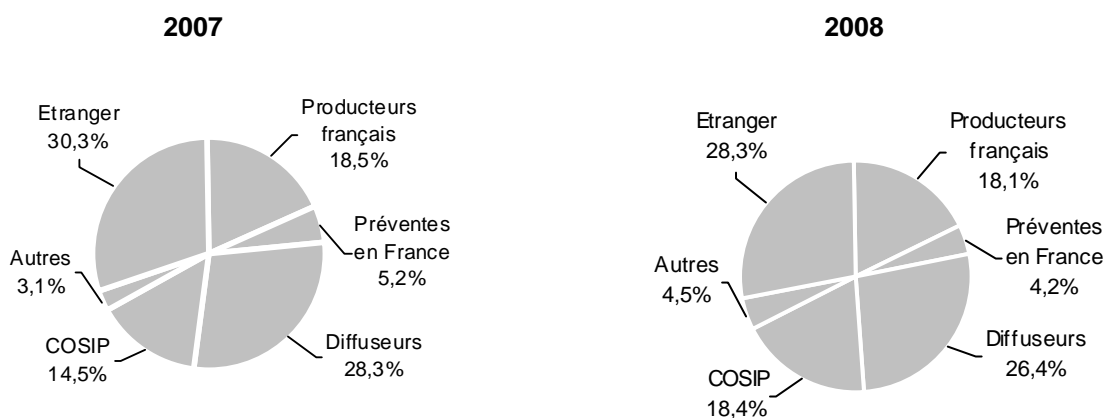 2007
Etranger
30,3%
Producteurs
français
18,5%
Préventes
en France
5,2%
Diffuseurs
28,3%
COSIP
14,5%
Autres
3,1%
2008
Etranger
28,3%
Producteurs
français
18,1%
Préventes
en France
4,2%
Diffuseurs
26,4%
COSIP
18,4%
Autres
4,5%